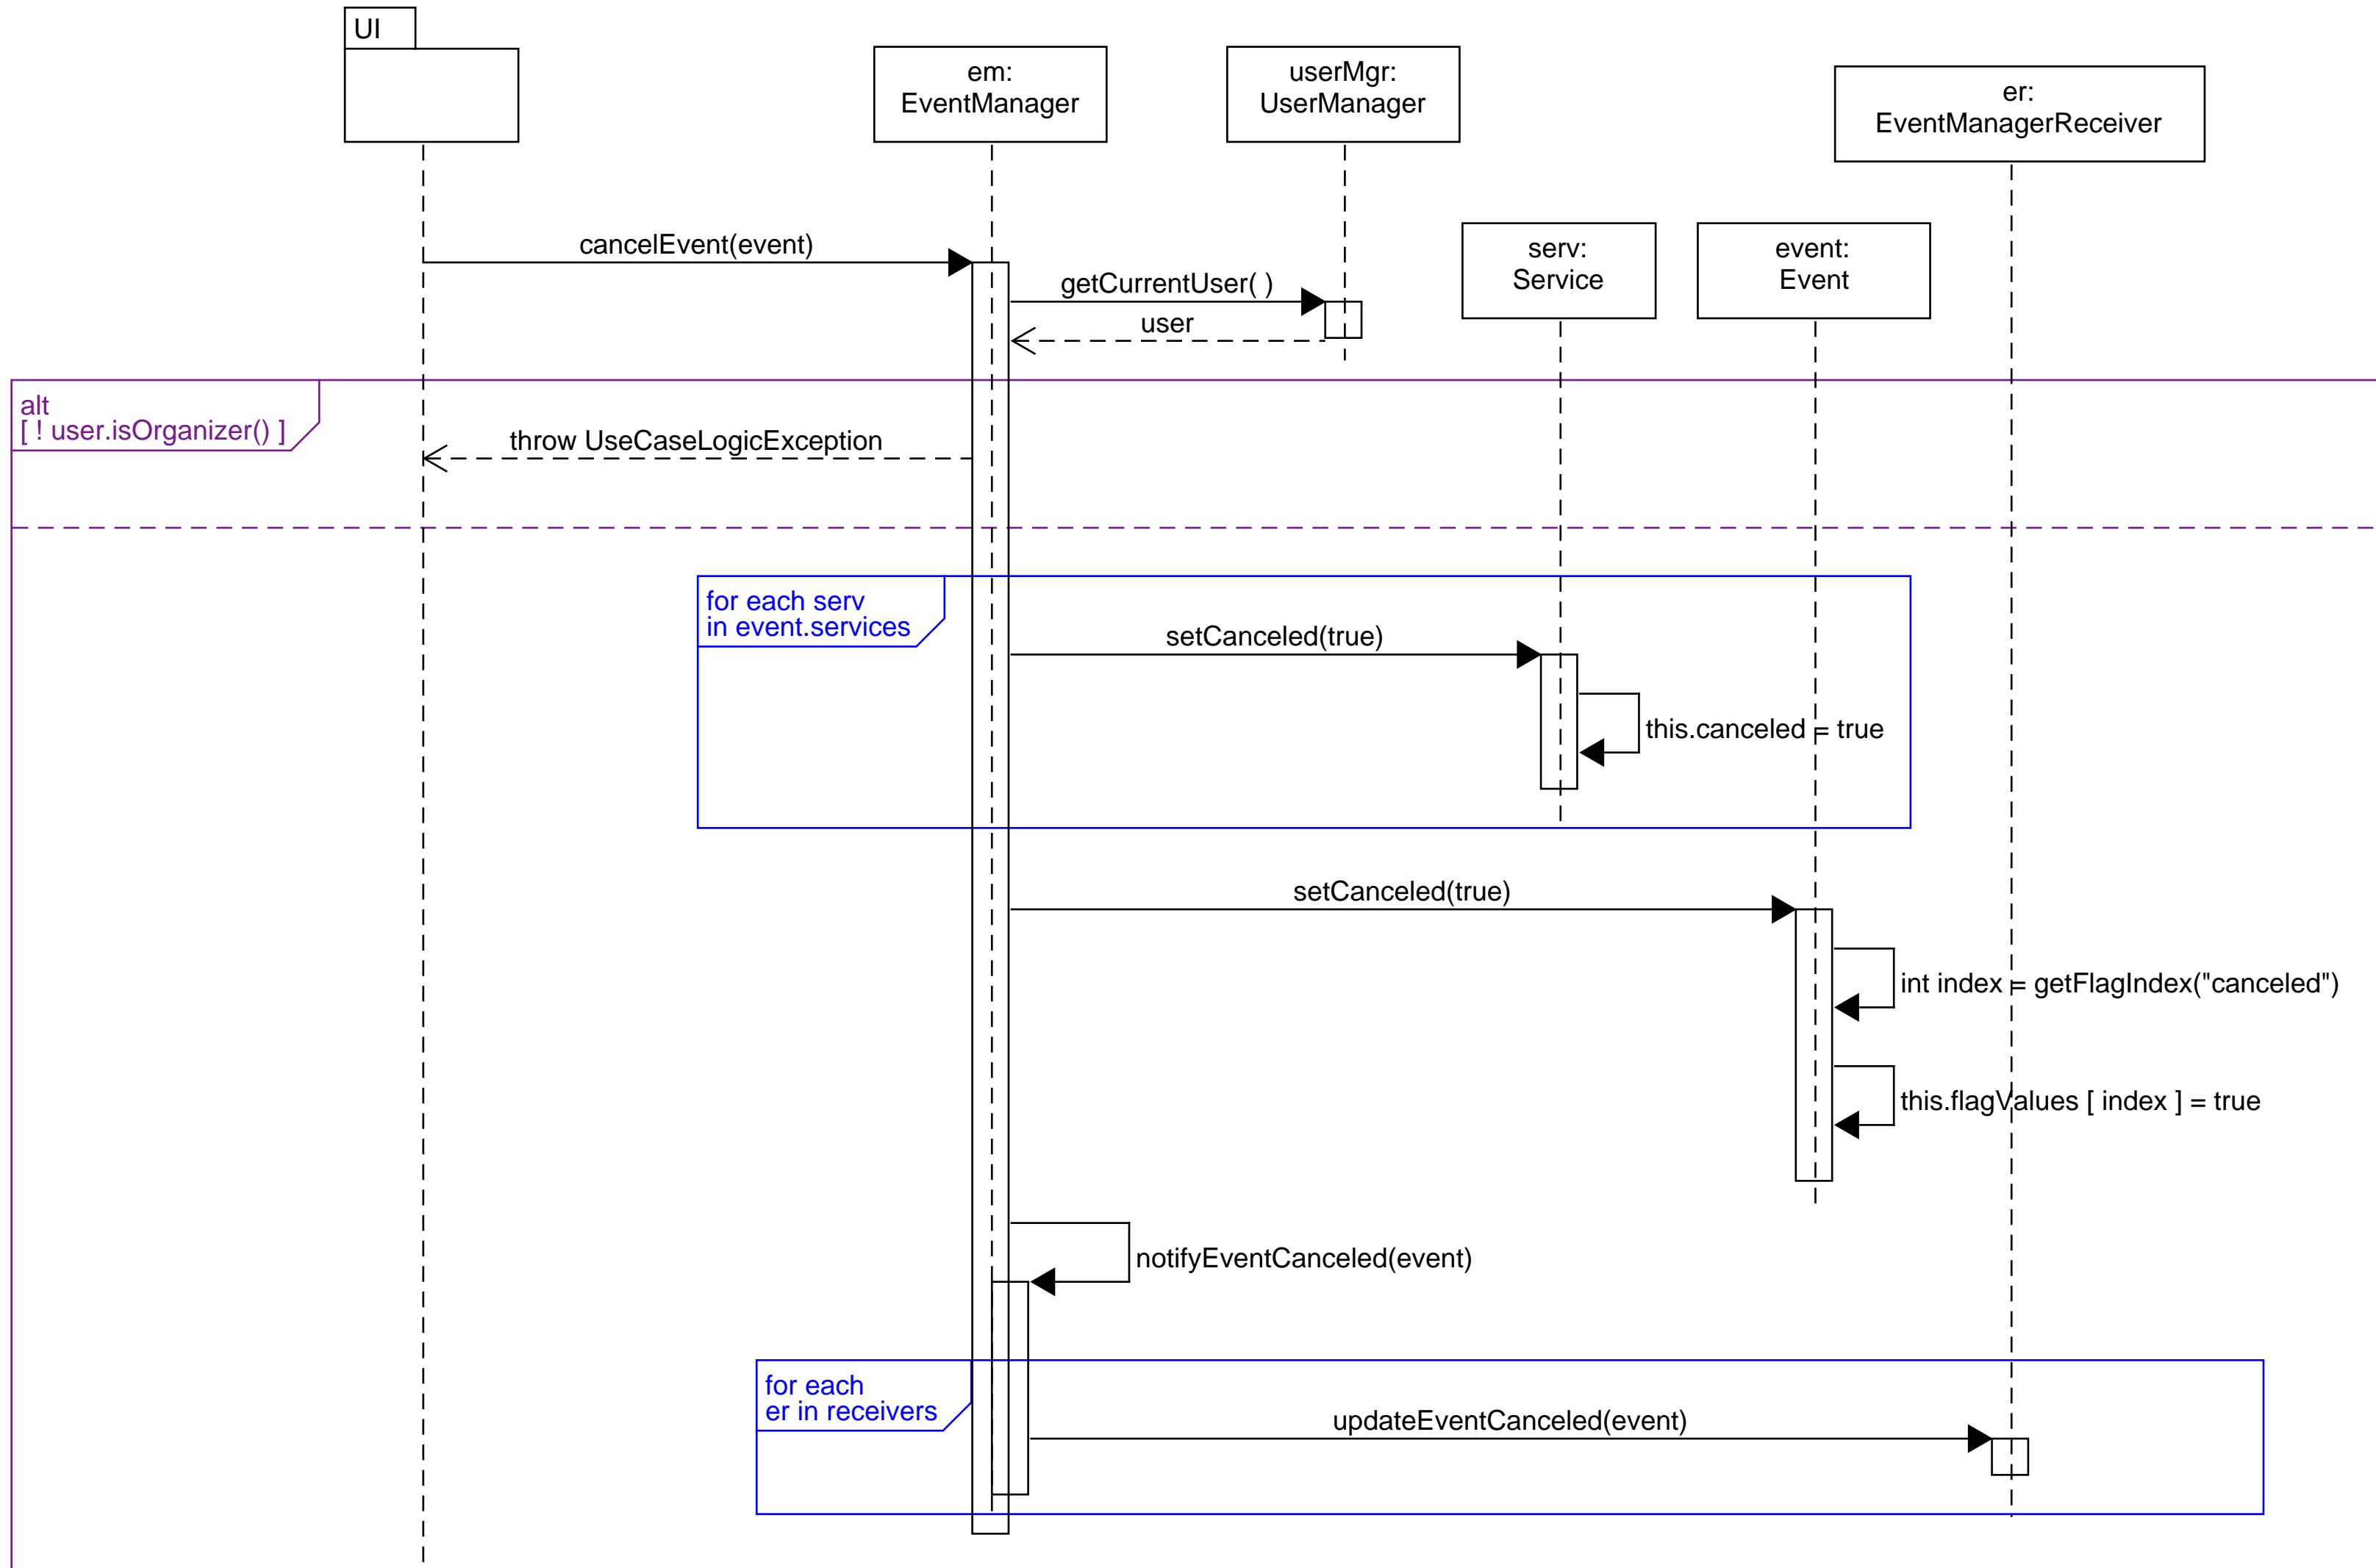 UI
em:
EventManager
userMgr:
UserManager
er:
EventManagerReceiver
serv:
Service
event:
Event
cancelEvent(event)
getCurrentUser( )
user
alt
[ ! user.isOrganizer() ]
throw UseCaseLogicException
for each serv
in event.services
setCanceled(true)
this.canceled = true
setCanceled(true)
int index = getFlagIndex("canceled")
this.flagValues [ index ] = true
notifyEventCanceled(event)
for each
er in receivers
updateEventCanceled(event)